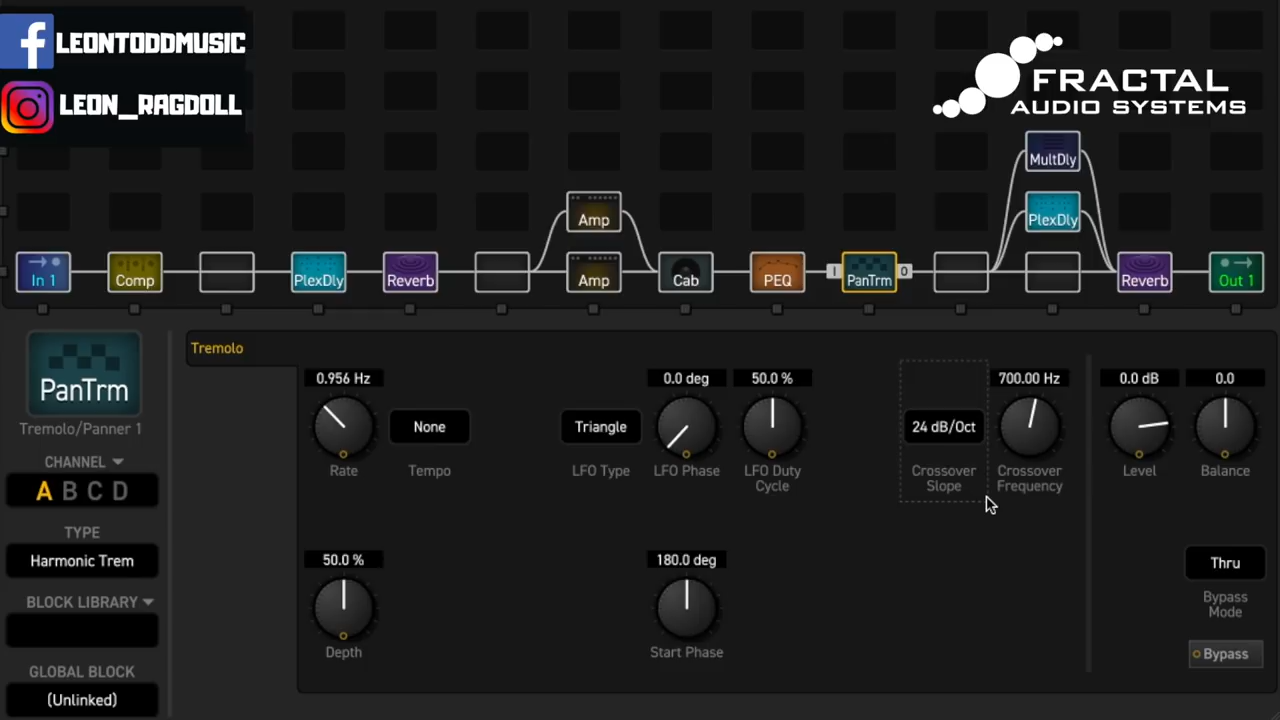 LEONTODDMUSIC
LEON_RAGDOLL
FRACTAL
AUDIO SYSTEMS
MultDly
Amp
PlexDly
In 1
Comp
PlexDly
Reverb
Amp
Cab
PEQ
I
PanTrm
O
Reverb
Out 1
PanTrm
Tremolo/Panner 1
CHANNEL
A B C D
TYPE
Harmonic Trem
BLOCK LIBRARY
GLOBAL BLOCK
(Unlinked)
Tremolo
0.956 Hz
0.0 deg
50.0 %
700.00 Hz
0.0 dB
0.0
None
Triangle
24 dB/Oct
Rate
Tempo
LFO Type
LFO Phase
LFO Duty
Cycle
Crossover
Slope
Crossover
Frequency
Level
Balance
50.0 %
180.0 deg
Thru
Bypass
Mode
Depth
Start Phase
Bypass